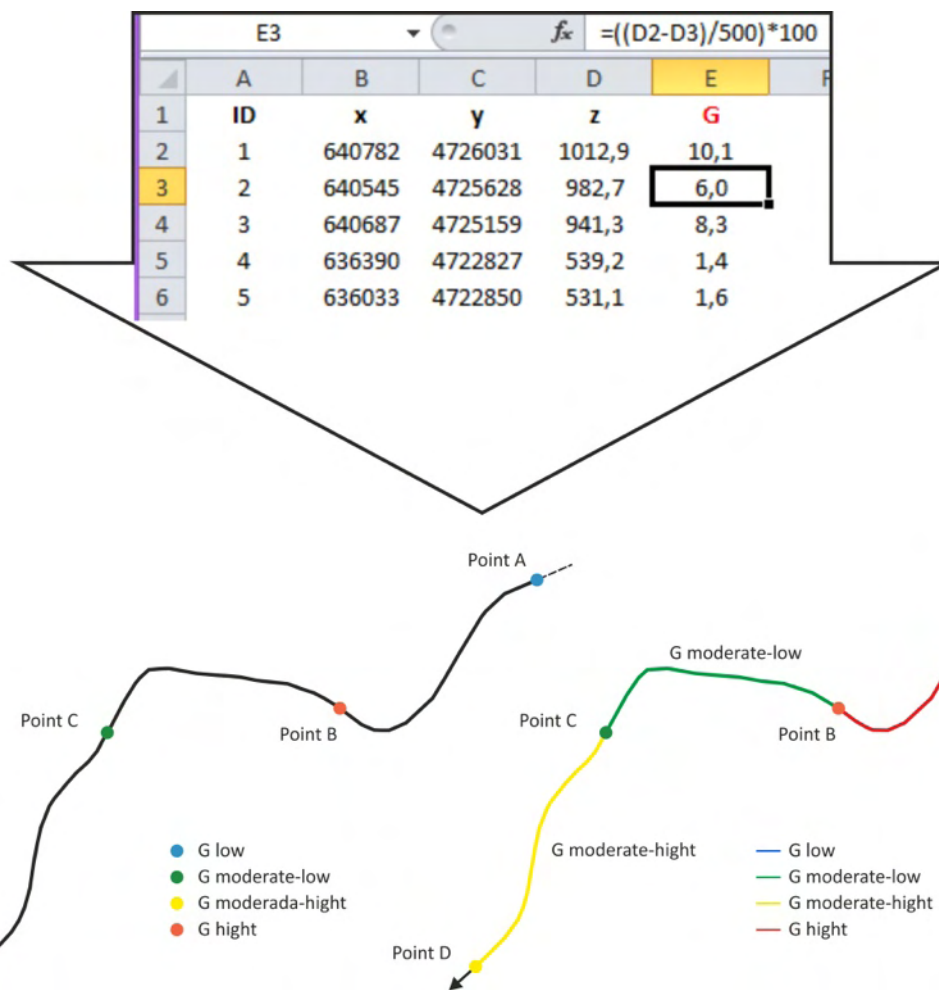 E3 fx =((D2-D3)/500)*100
A B C D E F
1 ID x y z G
2 1 640782 4726031 1012,9 10,1
3 2 640545 4725628 982,7 6,0
4 3 640687 4725159 941,3 8,3
5 4 636390 4722827 539,2 1,4
6 5 636033 4722850 531,1 1,6
Point A
G moderate-low
Point C
Point B
Point C
Point B
G low
G moderate-low
G moderada-hight
G hight
G moderate-hight
G low
G moderate-low
G moderate-hight
G hight
Point D